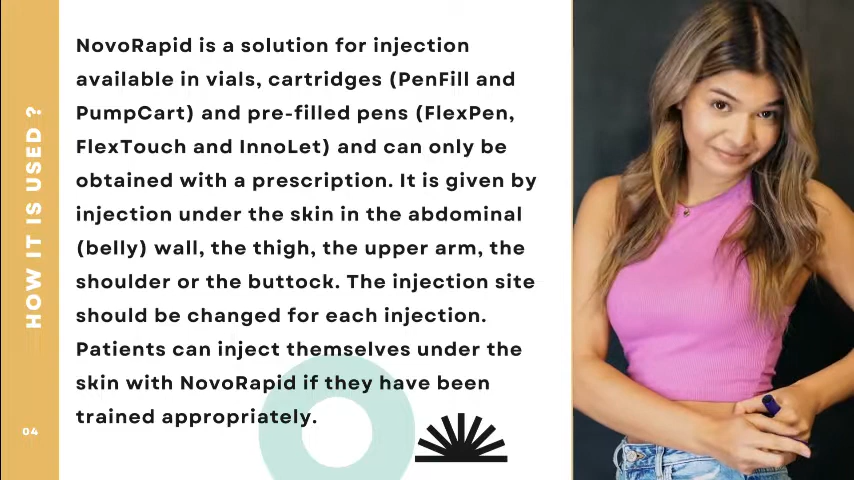 HOW IT IS USED ?
04
NovoRapid is a solution for injection
available in vials, cartridges (PenFill and
PumpCart) and pre-filled pens (FlexPen,
FlexTouch and InnoLet) and can only be
obtained with a prescription. It is given by
injection under the skin in the abdominal
(belly) wall, the thigh, the upper arm, the
shoulder or the buttock. The injection site
should be changed for each injection.
Patients can inject themselves under the
skin with NovoRapid if they have been
trained appropriately.